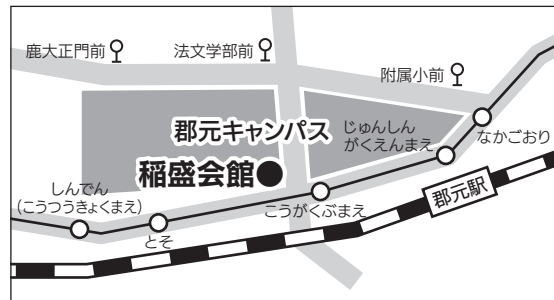 鹿大正門前
法文学部前
附属小前
郡元キャンパス
じゅんしん
がくえんまえ
なかごおり
稲盛会館
しんでん
(こうつうきょくまえ)
とそ
こうがくぶまえ
郡元駅